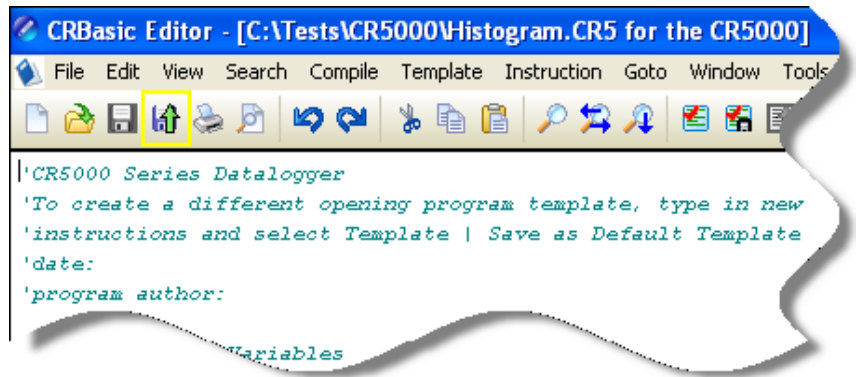 CRBasic Editor - [C:\Tests\CR5000\Histogram.CR5 for the CR5000]
File Edit View Search Compile Template Instruction Goto Window Tools
'CR5000 Series Datalogger
'To create a different opening program template, type in new
'instructions and select Template | Save as Default Template
'date:
'program author:
Variables